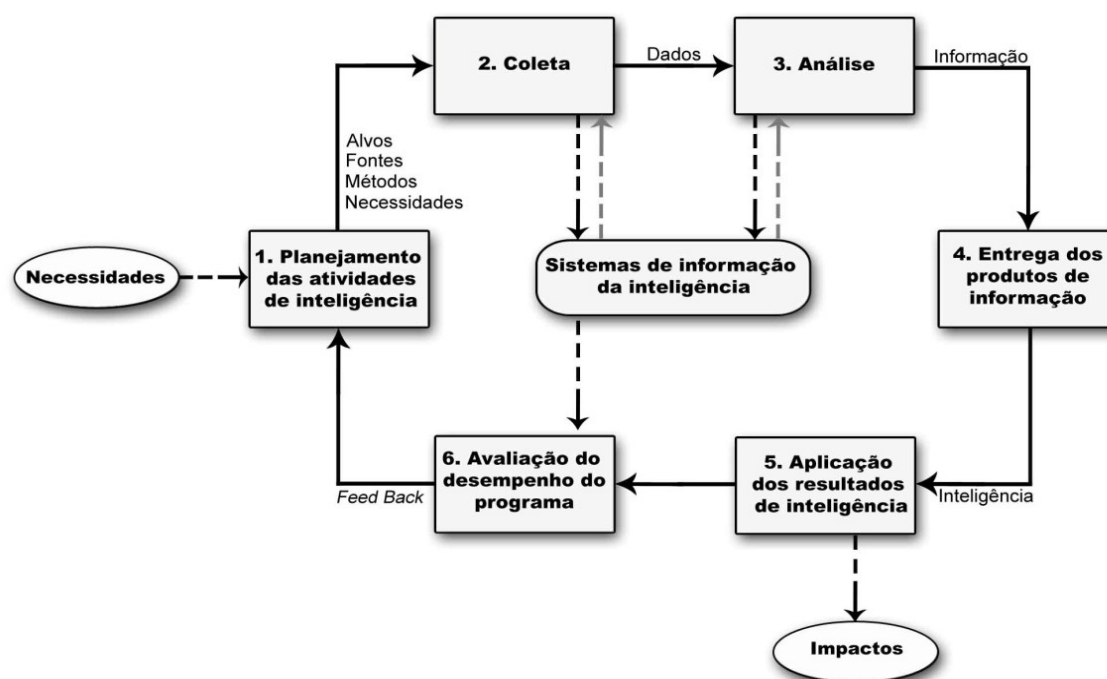 2. Coleta
Dados
3. Análise
Informação
Alvos
Fontes
Métodos
Necessidades
Necessidades
1. Planejamento
das atividades
de inteligência
Sistemas de informação
da inteligência
4. Entrega dos
produtos de
informação
6. Avaliação do
desempenho do
programa
Feed Back
5. Aplicação
dos resultados
de inteligência
Inteligência
Impactos